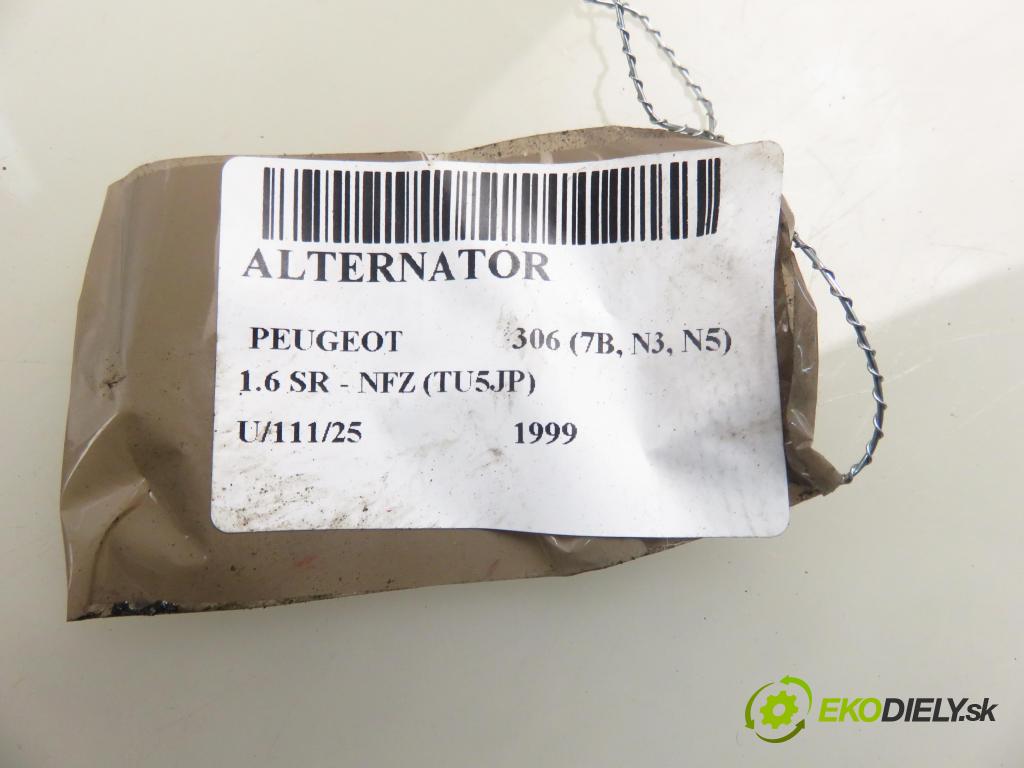 ALTERNATOR
PEUGEOT 306 (7B, N3, N5)
1.6 SR - NFZ (TU5JP)
U/111/25 1999
EKODIELY.sk